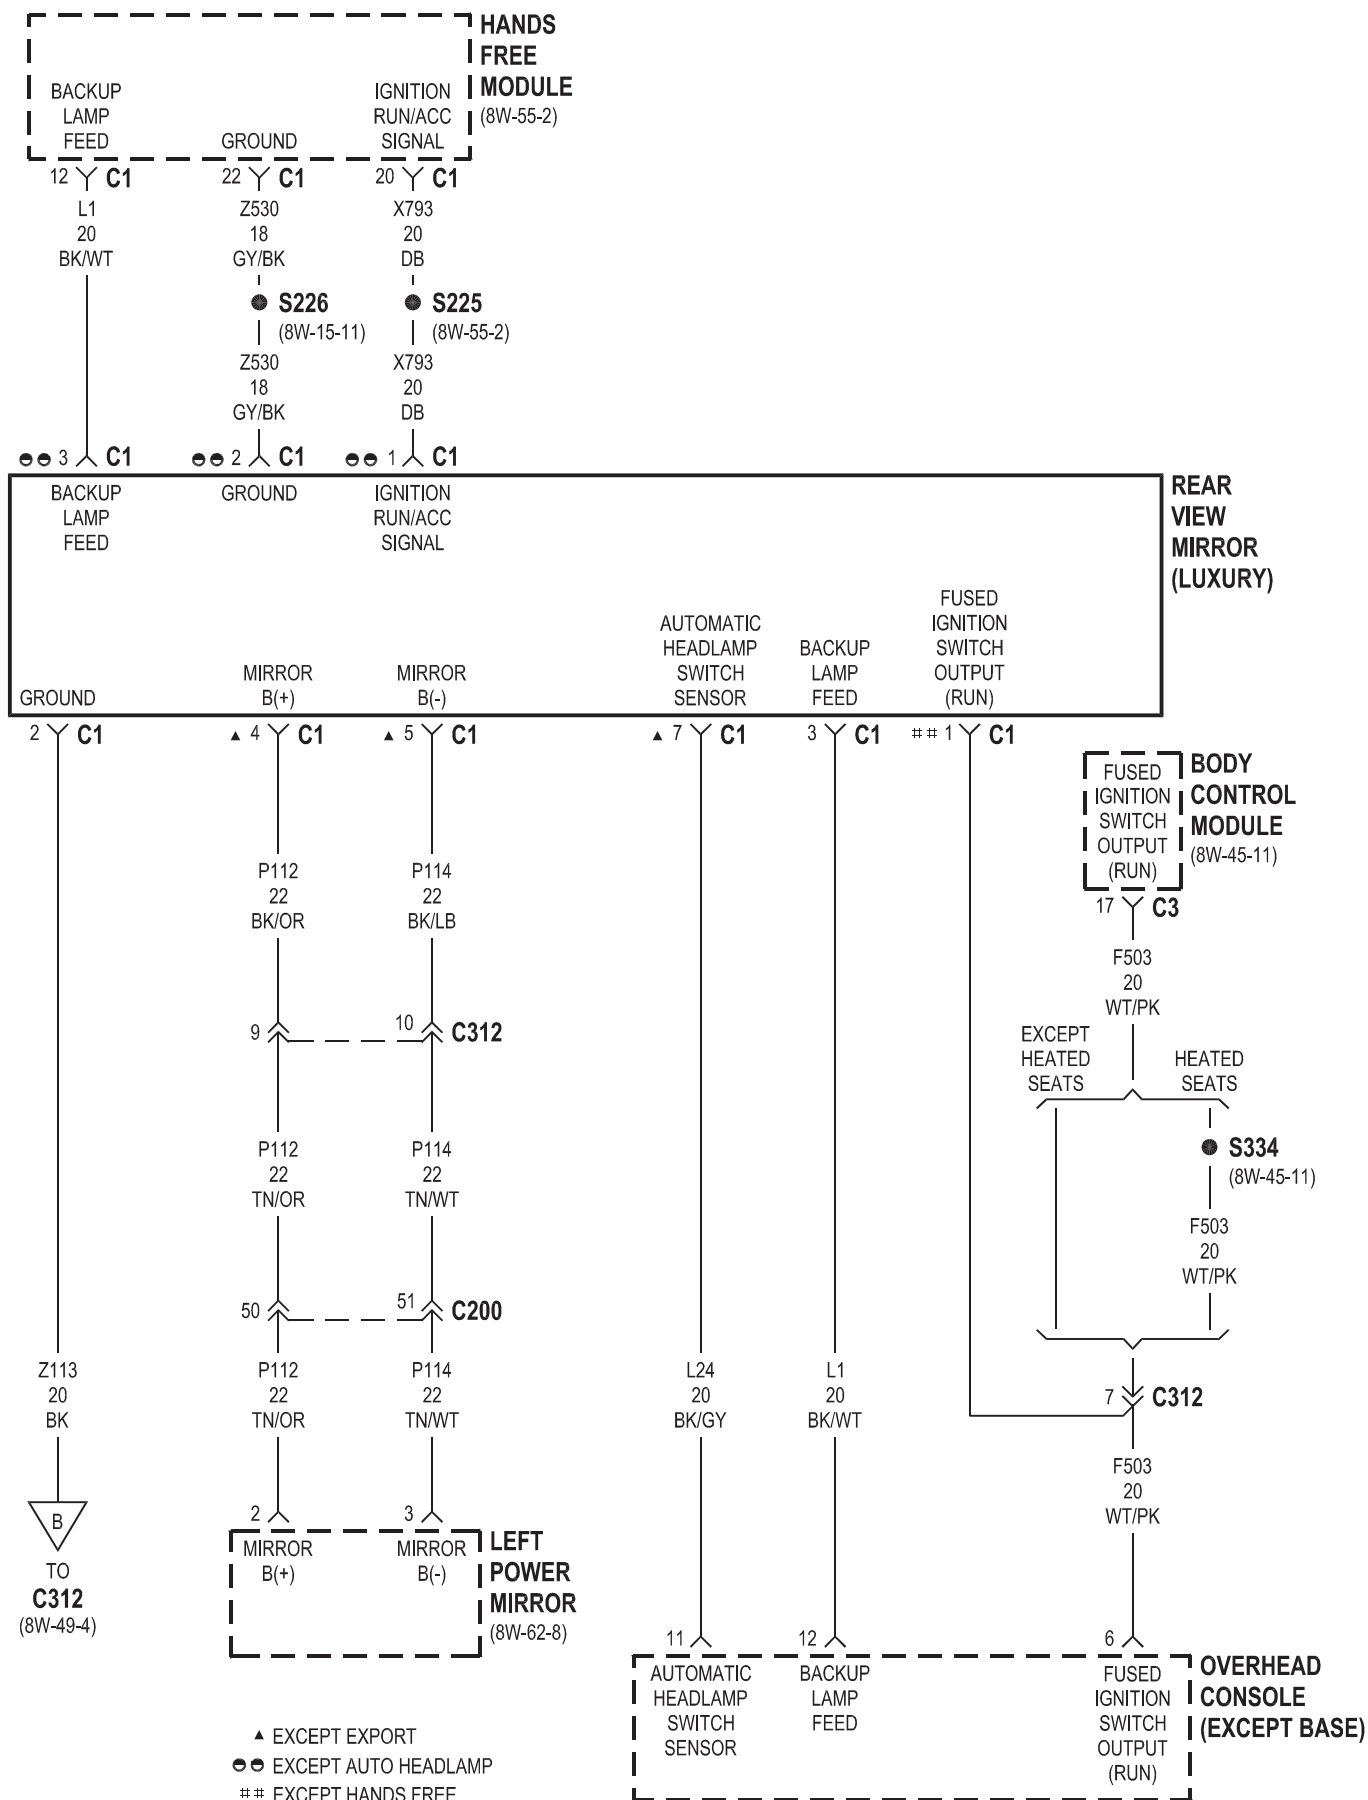 HANDS
FREE
MODULE
(8W-55-2)
BACKUP
LAMP
FEED
GROUND
IGNITION
RUN/ACC
SIGNAL
12 C1
22 C1
20 C1
L1
20
BK/WT
Z530
18
GY/BK
X793
20
DB
S226
(8W-15-11)
S225
(8W-55-2)
Z530
18
GY/BK
X793
20
DB
3 C1
2 C1
1 C1
BACKUP
LAMP
FEED
GROUND
IGNITION
RUN/ACC
SIGNAL
REAR
VIEW
MIRROR
(LUXURY)
GROUND
MIRROR
B(+)
MIRROR
B(-)
AUTOMATIC
HEADLAMP
SWITCH
SENSOR
BACKUP
LAMP
FEED
FUSED
IGNITION
SWITCH
OUTPUT
(RUN)
2 C1
▲ 4 C1
▲ 5 C1
▲ 7 C1
3 C1
## 1 C1
FUSED
IGNITION
SWITCH
OUTPUT
(RUN)
BODY
CONTROL
MODULE
(8W-45-11)
17 C3
P112
22
BK/OR
P114
22
BK/LB
F503
20
WT/PK
9
10 C312
EXCEPT
HEATED
SEATS
HEATED
SEATS
P112
22
TN/OR
P114
22
TN/WT
S334
(8W-45-11)
F503
20
WT/PK
50
51 C200
Z113
20
BK
P112
22
TN/OR
P114
22
TN/WT
L24
20
BK/GY
L1
20
BK/WT
7 C312
F503
20
WT/PK
B
TO
C312
(8W-49-4)
2
3
MIRROR
B(+)
MIRROR
B(-)
LEFT
POWER
MIRROR
(8W-62-8)
11
12
6
AUTOMATIC
HEADLAMP
SWITCH
SENSOR
BACKUP
LAMP
FEED
FUSED
IGNITION
SWITCH
OUTPUT
(RUN)
OVERHEAD
CONSOLE
(EXCEPT BASE)
▲ EXCEPT EXPORT
EXCEPT AUTO HEADLAMP
## EXCEPT HANDS FREE